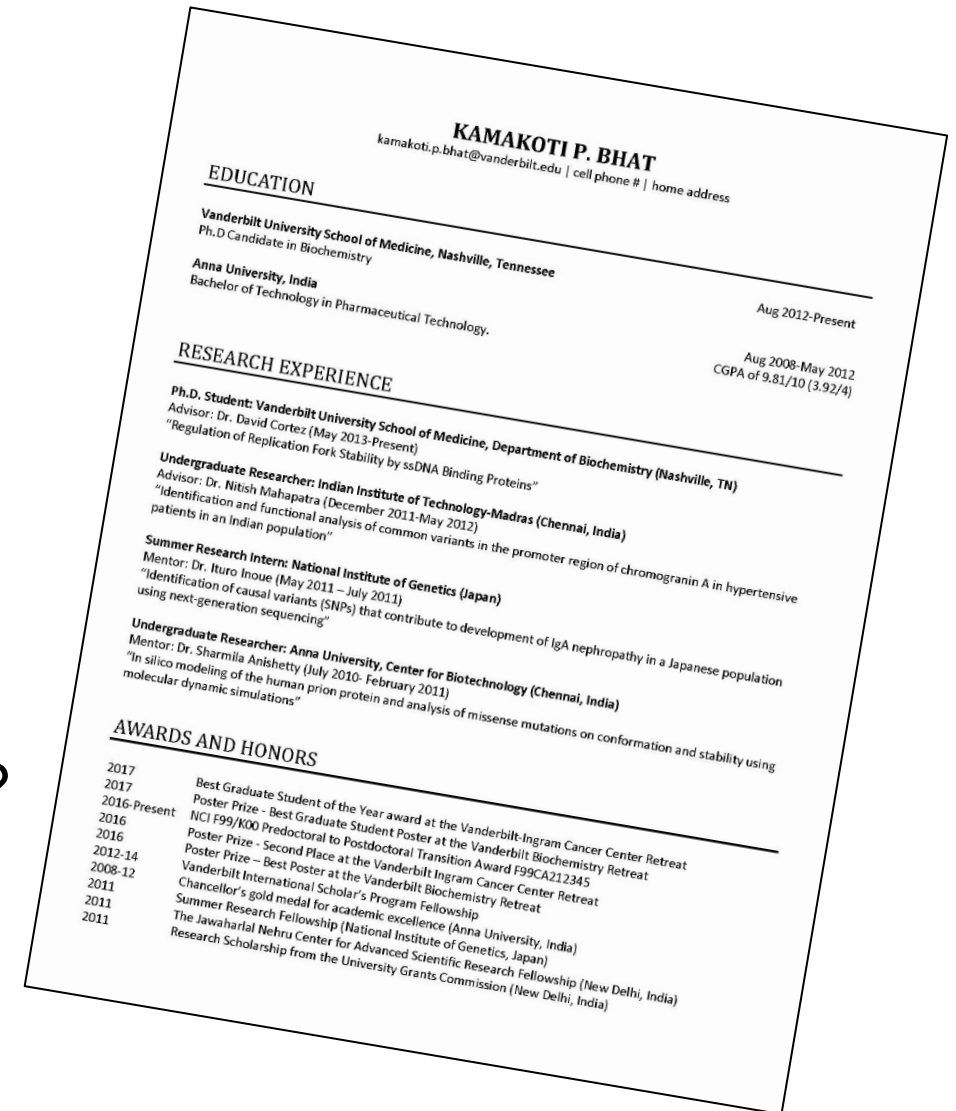 KAMAKOTI P. BHAT
kamakoti.p.bhat@vanderbilt.edu | cell phone # | home address
EDUCATION
Vanderbilt University School of Medicine, Nashville, Tennessee
Ph.D Candidate in Biochemistry
Aug 2012-Present
Anna University, India
Bachelor of Technology in Pharmaceutical Technology.
Aug 2008-May 2012
CGPA of 9.81/10 (3.92/4)
RESEARCH EXPERIENCE
Ph.D. Student: Vanderbilt University School of Medicine, Department of Biochemistry (Nashville, TN)
Advisor: Dr. David Cortez (May 2013-Present)
“Regulation of Replication Fork Stability by ssDNA Binding Proteins”
Undergraduate Researcher: Indian Institute of Technology-Madras (Chennai, India)
Advisor: Dr. Nitish Mahapatra (December 2011-May 2012)
“Identification and functional analysis of common variants in the promoter region of chromogranin A in hypertensive
patients in an Indian population”
Summer Research Intern: National Institute of Genetics (Japan)
Mentor: Dr. Ituro Inoue (May 2011 – July 2011)
“Identification of causal variants (SNPs) that contribute to development of IgA nephropathy in a Japanese population
using next-generation sequencing”
Undergraduate Researcher: Anna University, Center for Biotechnology (Chennai, India)
Mentor: Dr. Sharmila Anishetty (July 2010- February 2011)
“In silico modeling of the human prion protein and analysis of missense mutations on conformation and stability using
molecular dynamic simulations”
AWARDS AND HONORS
2017 Best Graduate Student of the Year award at the Vanderbilt-Ingram Cancer Center Retreat
2017 Poster Prize - Best Graduate Student Poster at the Vanderbilt Biochemistry Retreat
2016-Present NCI F99/K00 Predoctoral to Postdoctoral Transition Award F99CA212345
2016 Poster Prize - Second Place at the Vanderbilt Ingram Cancer Center Retreat
2016 Poster Prize – Best Poster at the Vanderbilt Biochemistry Retreat
2012-14 Vanderbilt International Scholar’s Program Fellowship
2008-12 Chancellor’s gold medal for academic excellence (Anna University, India)
2011 Summer Research Fellowship (National Institute of Genetics, Japan)
2011 The Jawaharlal Nehru Center for Advanced Scientific Research Fellowship (New Delhi, India)
2011 Research Scholarship from the University Grants Commission (New Delhi, India)